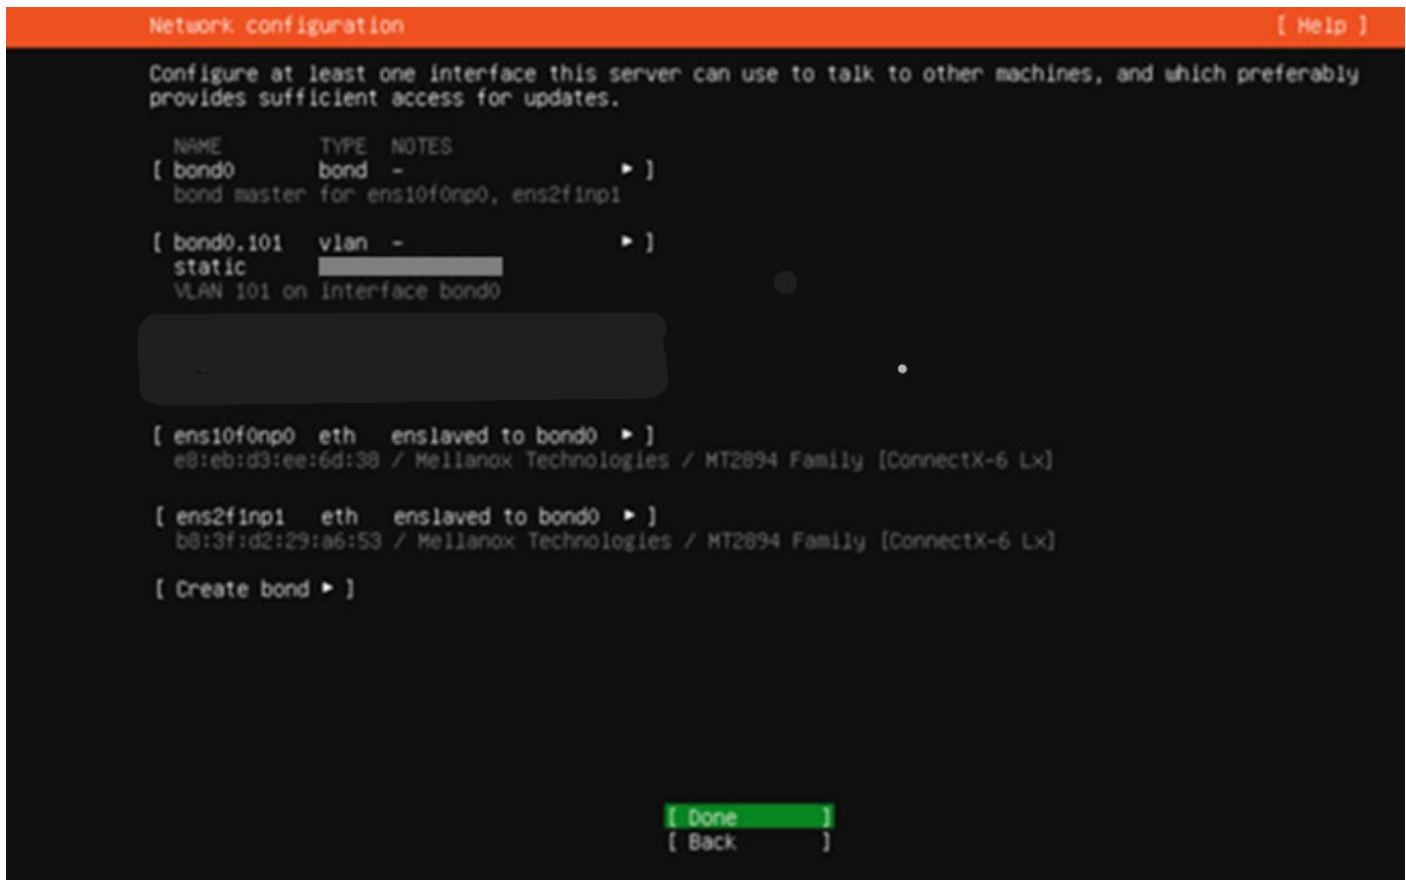 Network configuration [ Help ]
Configure at least one interface this server can use to talk to other machines, and which preferably
provides sufficient access for updates.
NAME TYPE NOTES
[ bond0 bond - ▸ ]
bond master for ens10f0np0, ens2f1np1
[ bond0.101 vlan - ▸ ]
static
VLAN 101 on interface bond0
[ ens10f0np0 eth enslaved to bond0 ▸ ]
e8:eb:d3:ee:6d:38 / Mellanox Technologies / MT2894 Family [ConnectX-6 Lx]
[ ens2f1np1 eth enslaved to bond0 ▸ ]
b8:3f:d2:29:a6:53 / Mellanox Technologies / MT2894 Family [ConnectX-6 Lx]
[ Create bond ▸ ]
[ Done ]
[ Back ]